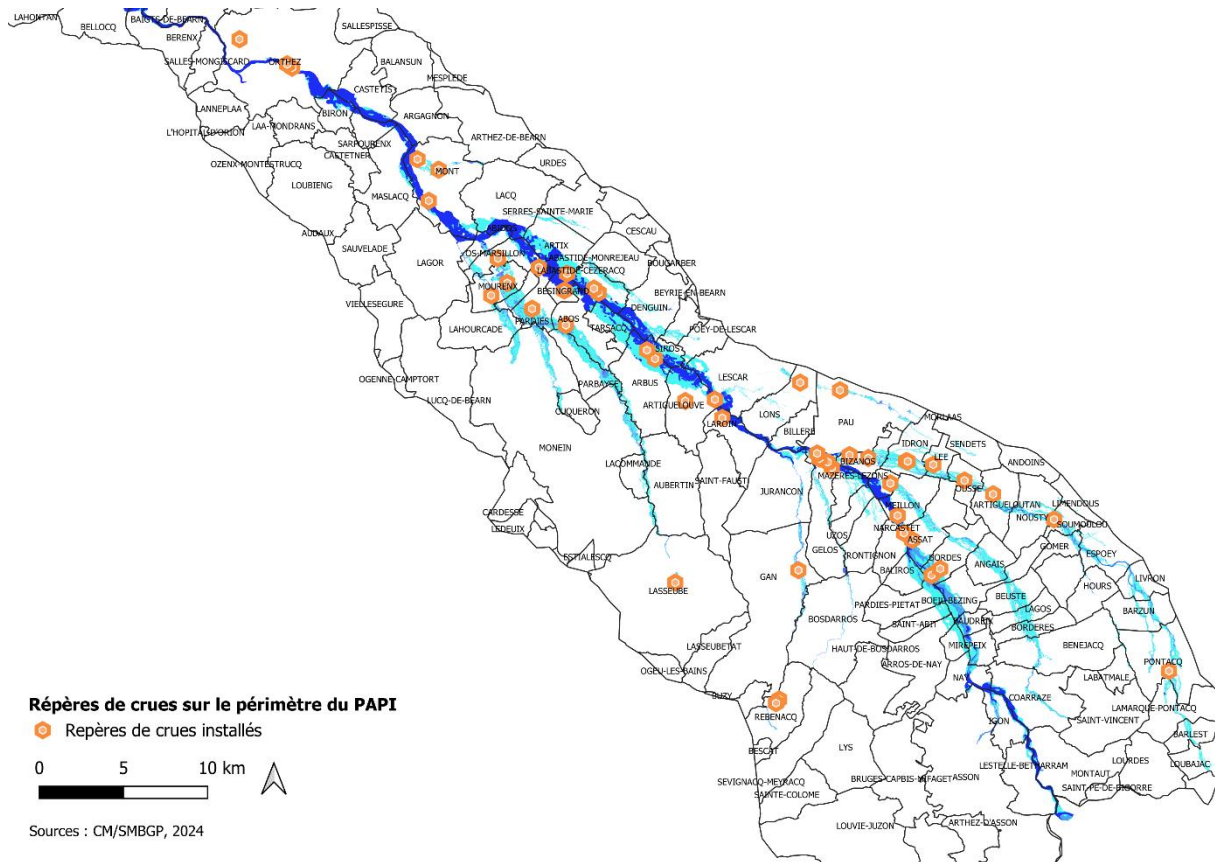 LAHONTAN
BAIGTS-DE-BEARN
BELLOCQ
BERENX
SALLESPISSE
SALLES-MONGISCARD
ORTHEZ
BALANSUN
MESPLEDE
CASTETIS
LANNEPLAA
BIRON
ARGAGNON
LAA-MONDRANS
L'HOPITAL-D'ORION
SARPOURENX
ARTHEZ-DE-BEARN
CASTETNER
OZENX-MONTESTRUCQ
URDES
MONT
LOUBIENG
MASLACQ
LACQ
SERRES-SAINTE-MARIE
AUDAUX
CESCAU
SAUVELADE
ARTIX
OS-MARSILLON
LABASTIDE-MONREJEAU
LAGOR
BOUGARBER
LABASTIDE-CEZERACQ
MOURENX
BESINGRAND
BEYRIE-EN-BEARN
VIELLESEGURE
DENGUIN
PARDIES
ABOS
LAHOURCADE
TARSACQ
POEY-DE-LESCAR
SIROS
OGENNE-CAMPTORT
PARBAYSE
ARBUS
LESCAR
LUCQ-DE-BEARN
ARTIGUELOUVE
CUQUERON
LONS
MORLAAS
LAROIN
PAU
BILLERE
MONEIN
IDRON
SENDETS
LEE
BIZANOS
ANDOINS
LACOMMANDE
MAZERES-LEZONS
SAINT-FAUST
AUBERTIN
JURANCON
OUSSE
LIMENDOUS
ARTIGUELOUTAN
MEILLON
NOUSTY
CARDESSE
SOUMOULOU
LEDEUIX
NARCASTET
UZOS
ASSAT
GOMER
ESPOEY
GELOS
RONTIGNON
ESTIALESCQ
BORDES
ANGAIS
BALIROS
GAN
LIVRON
HOURS
LASSEUBE
BOEIL-BEZING
BEUSTE
PARDIES-PIETAT
LAGOS
BARZUN
BOSDARROS
SAINT-ABIT
BAUDREIX
BORDERES
LASSEUBETAT
MIREPEIX
BENEJACQ
HAUT-DE-BOSDARROS
ARROS-DE-NAY
PONTACQ
OGEU-LES-BAINS
NAY
LABATMALE
BUZY
COARRAZE
LAMARQUE-PONTACQ
REBENACQ
IGON
SAINT-VINCENT
BARLEST
BESCAT
LYS
LOURDES
LESTELLE-BETHARRAM
LOUBAJAC
MONTAUT
SEVIGNACQ-MEYRACQ
ASSON
SAINT-PE-DE-BIGORRE
SAINTE-COLOME
ARTHEZ-D'ASSON
LOUVIE-JUZON
Répères de crues sur le périmètre du PAPI
Repères de crues installés
0 5 10 km
Sources : CM/SMBGP, 2024